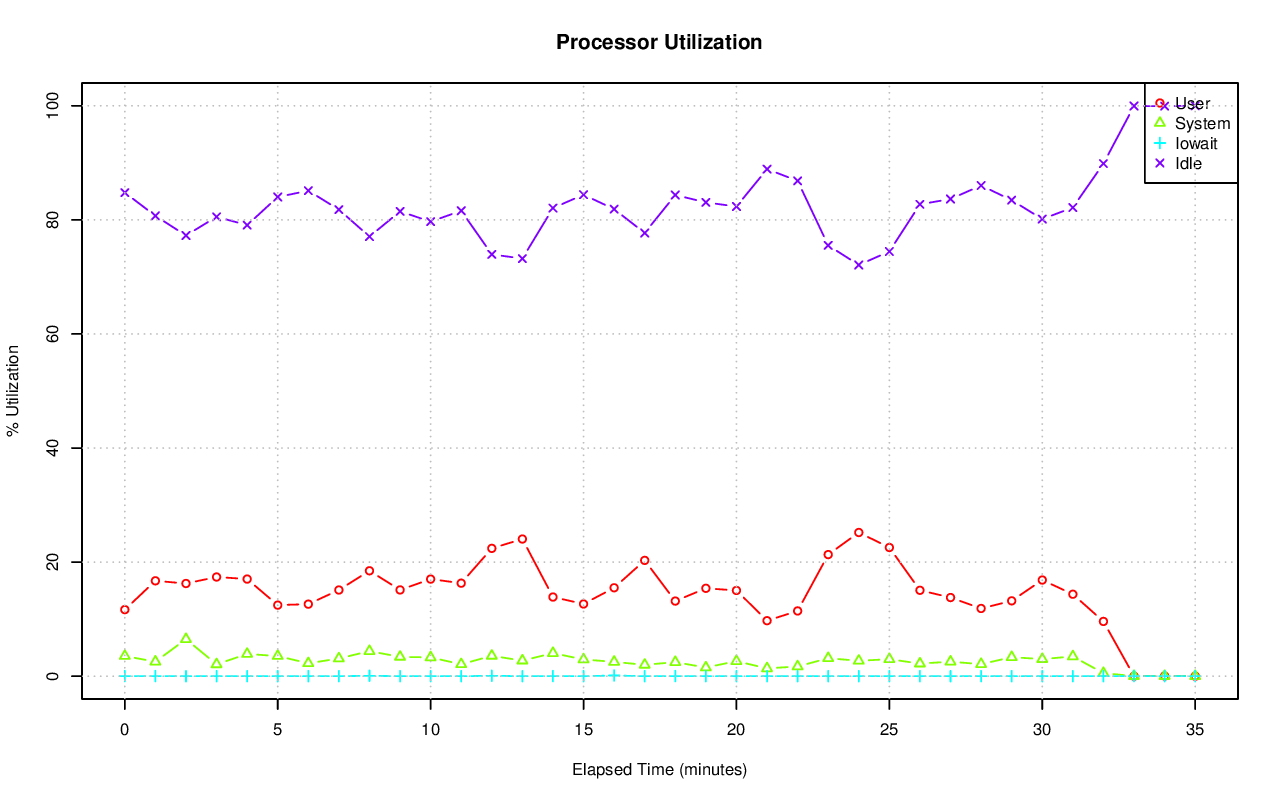 Processor Utilization
% Utilization
100
80
60
40
20
0
User
System
Iowait
Idle
0 5 10 15 20 25 30 35
Elapsed Time (minutes)